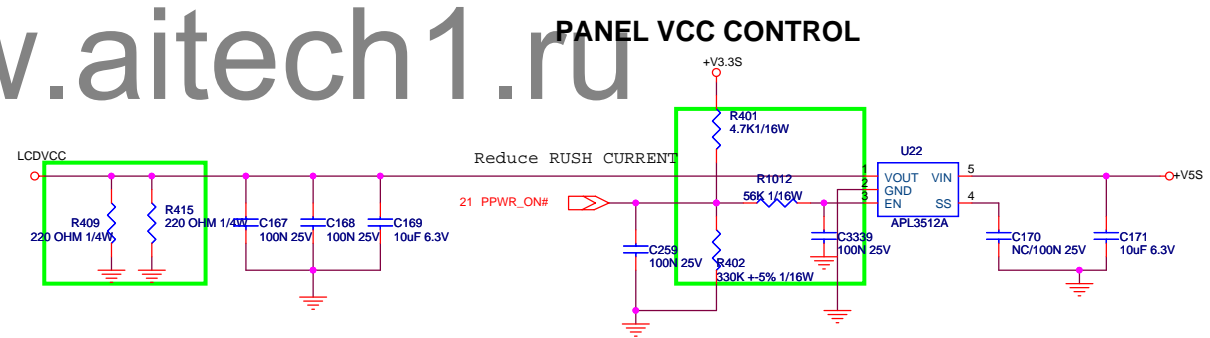 w.aitech1.ru
PANEL VCC CONTROL
+V3.3S
R401
4.7K1/16W
LCDVCC
Reduce RUSH CURRENT
U22
1
VOUT VIN
5
+V5S
2
GND
3
EN SS
4
APL3512A
R1012
56K 1/16W
21 PPWR_ON#
R409
220 OHM 1/4W
R415
220 OHM 1/4W
C167
100N 25V
C168
100N 25V
C169
10uF 6.3V
C259
100N 25V
R402
330K +-5% 1/16W
C3339
100N 25V
C170
NC/100N 25V
C171
10uF 6.3V